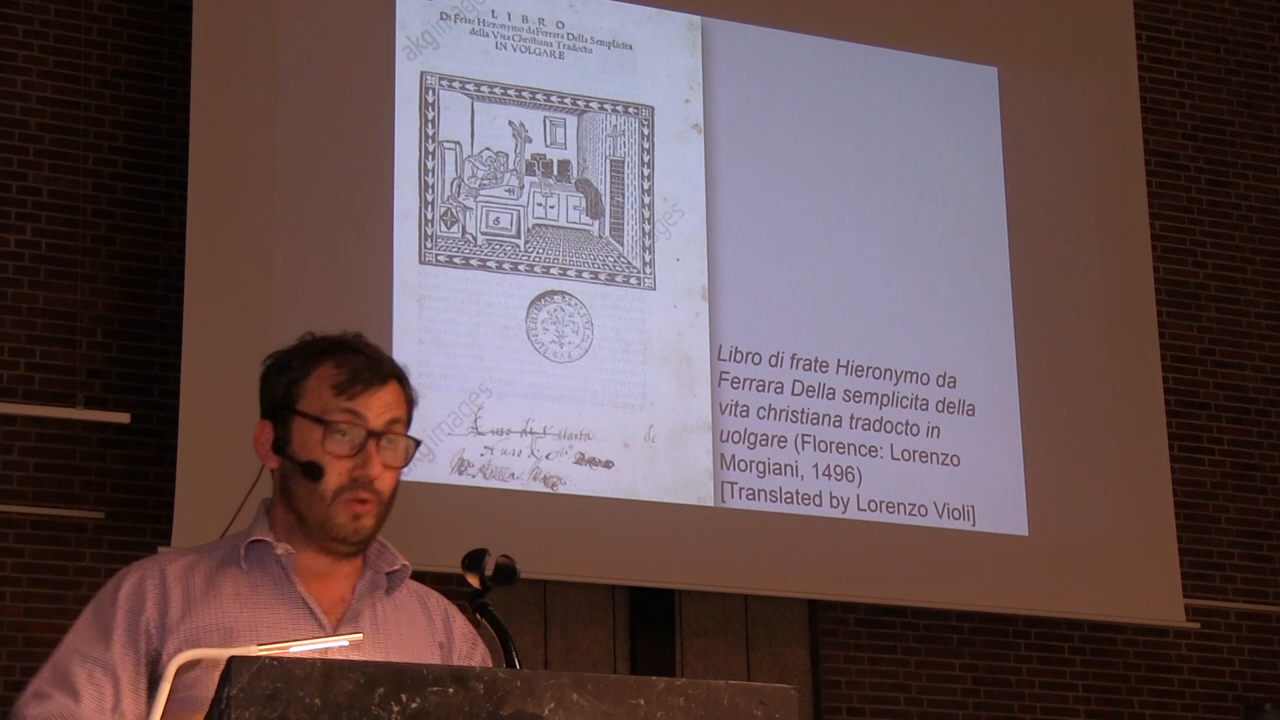 LIBRO
Di Frate Hieronymo da Ferrara Della Semplicita
della Vita Christiana Tradocto
IN VOLGARE
akgimages
Libro di frate Hieronymo da
Ferrara Della semplicita della
vita christiana tradocto in
uolgare (Florence: Lorenzo
Morgiani, 1496)
[Translated by Lorenzo Violi]
akgimages